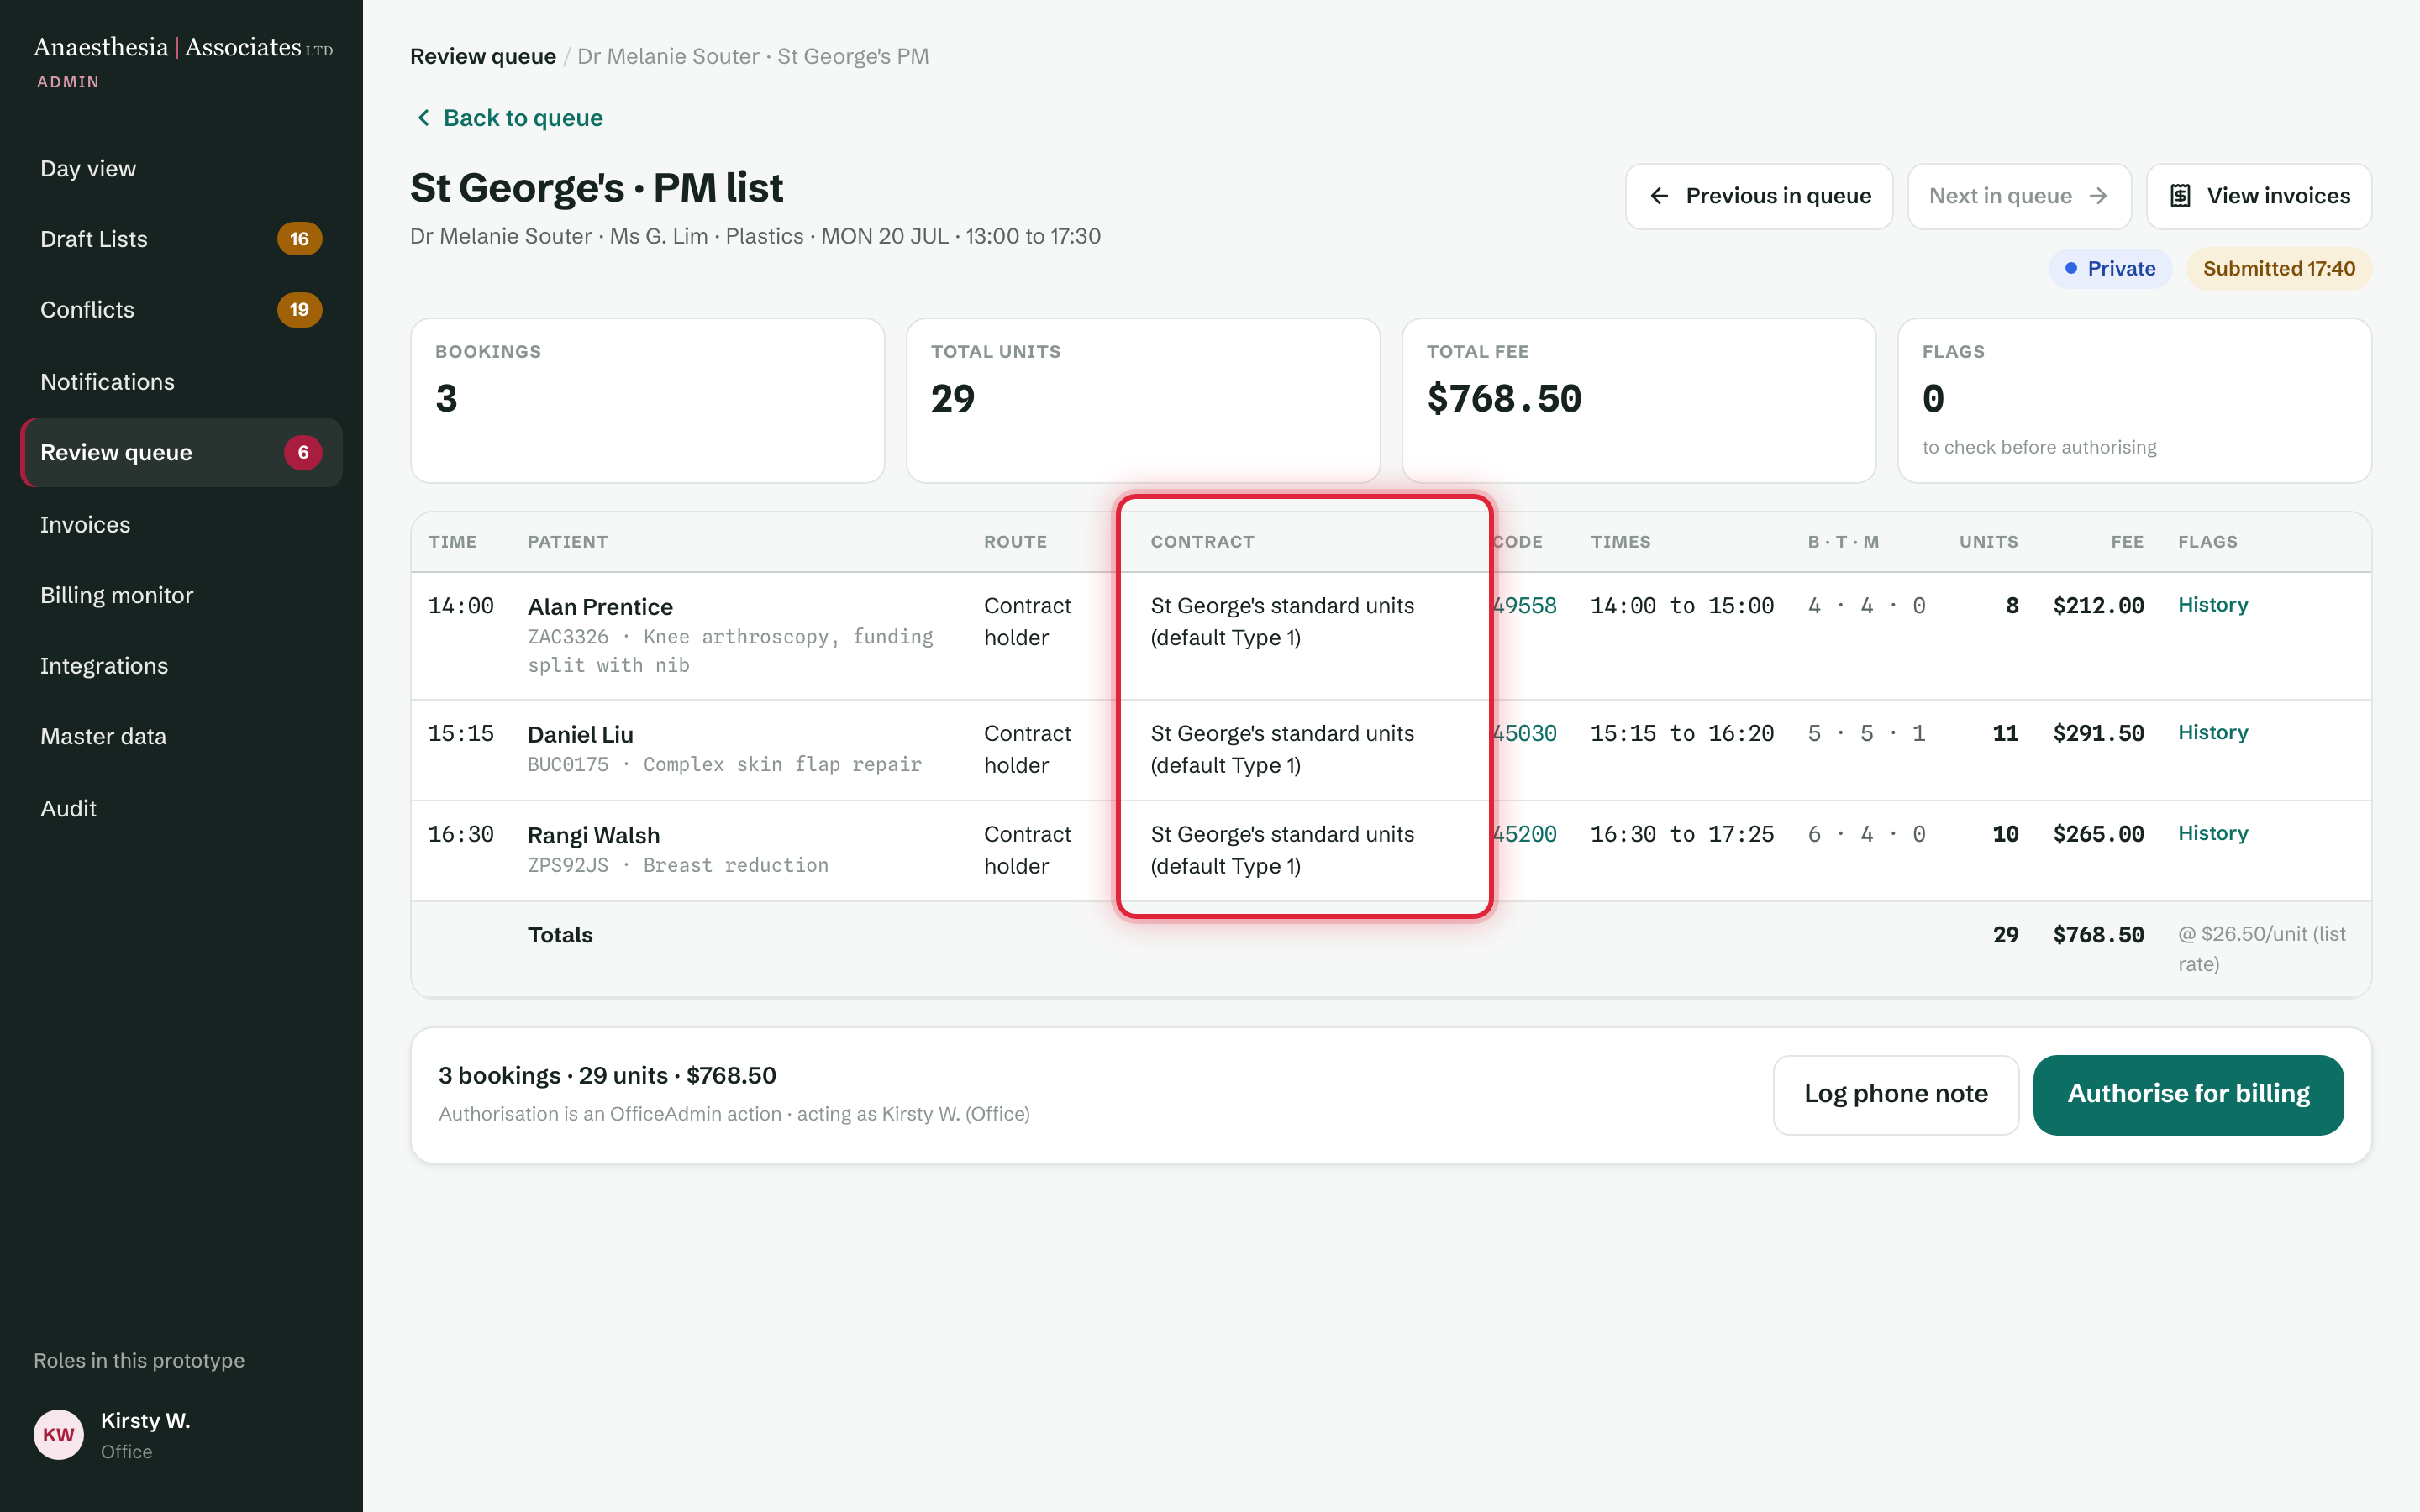 Anaesthesia | Associates LTD
ADMIN
Day view
Draft Lists 16
Conflicts 19
Notifications
Review queue 6
Invoices
Billing monitor
Integrations
Master data
Audit
Roles in this prototype
KW Kirsty W.
Office
Review queue / Dr Melanie Souter · St George's PM
Back to queue
St George's · PM list
Dr Melanie Souter · Ms G. Lim · Plastics · MON 20 JUL · 13:00 to 17:30
Previous in queue Next in queue View invoices
Private Submitted 17:40
BOOKINGS
3
TOTAL UNITS
29
TOTAL FEE
$768.50
FLAGS
0
to check before authorising
TIME PATIENT ROUTE CONTRACT CODE TIMES B · T · M UNITS FEE FLAGS
14:00 Alan Prentice Contract St George's standard units 49558 14:00 to 15:00 4 · 4 · 0 8 $212.00 History
ZAC3326 · Knee arthroscopy, funding holder (default Type 1)
split with nib
15:15 Daniel Liu Contract St George's standard units 45030 15:15 to 16:20 5 · 5 · 1 11 $291.50 History
BUC0175 · Complex skin flap repair holder (default Type 1)
16:30 Rangi Walsh Contract St George's standard units 45200 16:30 to 17:25 6 · 4 · 0 10 $265.00 History
ZPS92JS · Breast reduction holder (default Type 1)
Totals 29 $768.50 @ $26.50/unit (list
rate)
3 bookings · 29 units · $768.50
Authorisation is an OfficeAdmin action · acting as Kirsty W. (Office)
Log phone note Authorise for billing